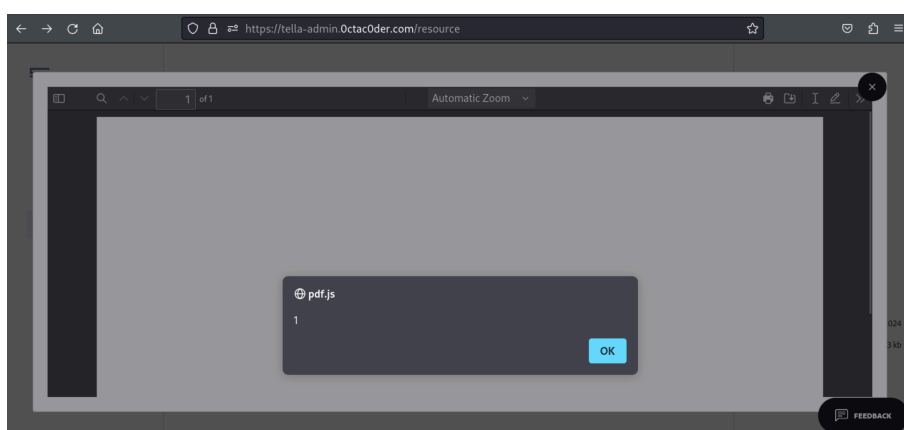 https://tella-admin.0ctac0der.com/resource
1 of 1
Automatic Zoom
pdf.js
1
OK
024
3 kb
FEEDBACK